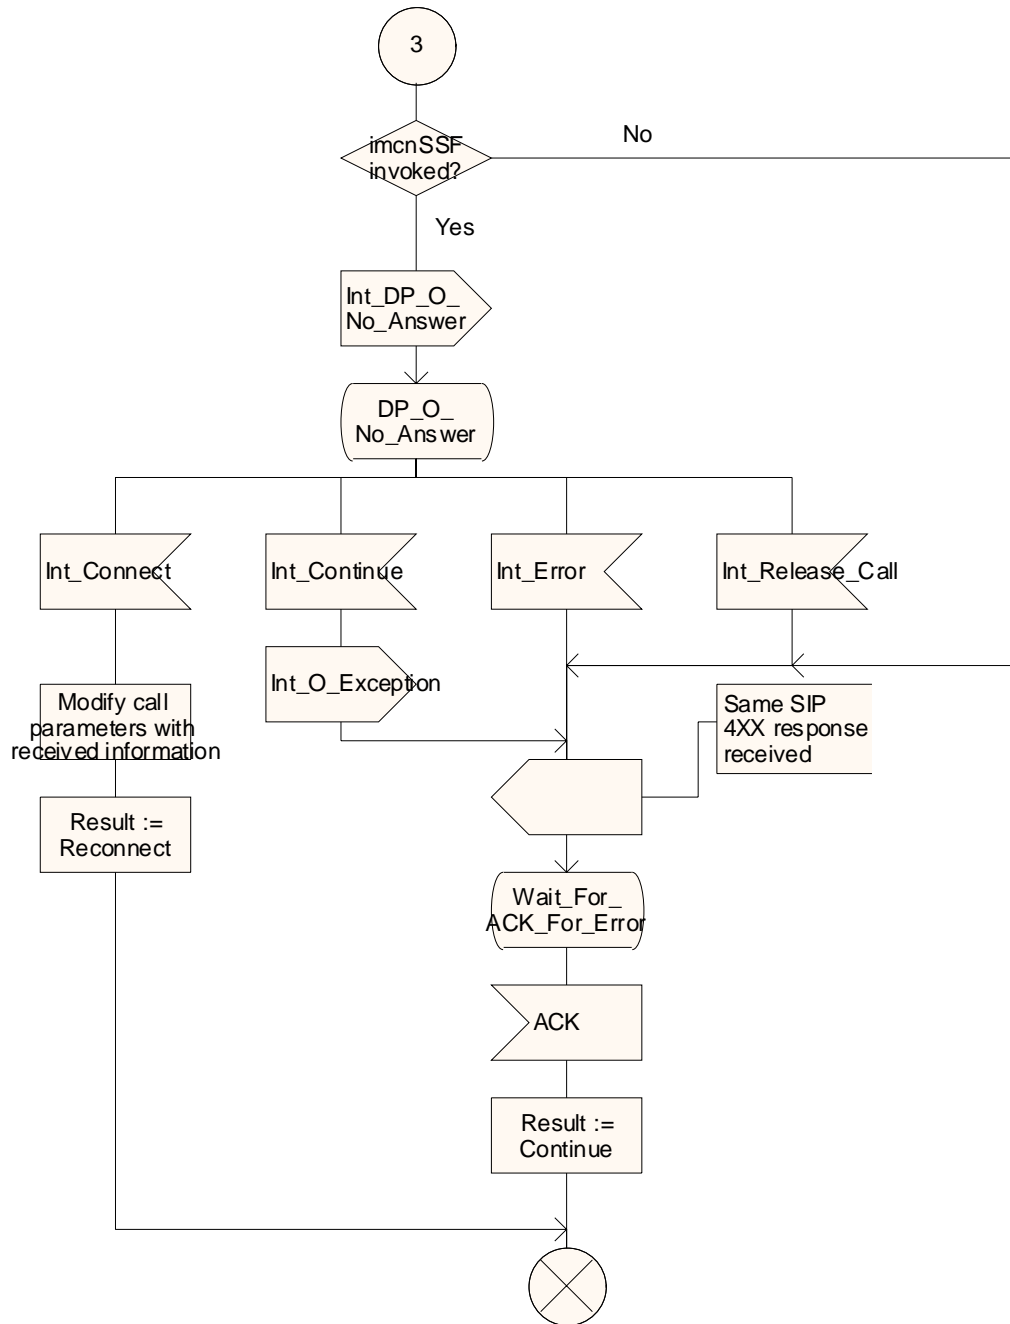 3
imcnSSF
invoked?
No
Yes
Int_DP_O_
No_Answer
DP_O_
No_Answer
Int_Connect
Int_Continue
Int_Error
Int_Release_Call
Int_O_Exception
Modify call
parameters with
received information
Same SIP
4XX response
received
Result :=
Reconnect
Wait_For_
ACK_For_Error
ACK
Result :=
Continue